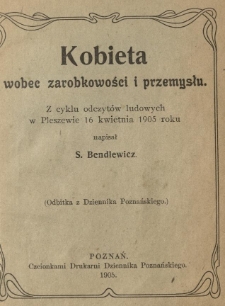 Kobieta
wobec zarobkowości i przemysłu.
Z cyklu odczytów ludowych
w Pleszewie 16 kwietnia 1905 roku
napisał
S. Bendlewicz.
(Odbitka z Dziennika Poznańskiego.)
POZNAŃ.
Czcionkami Drukarni Dziennika Poznańskiego.
1905.